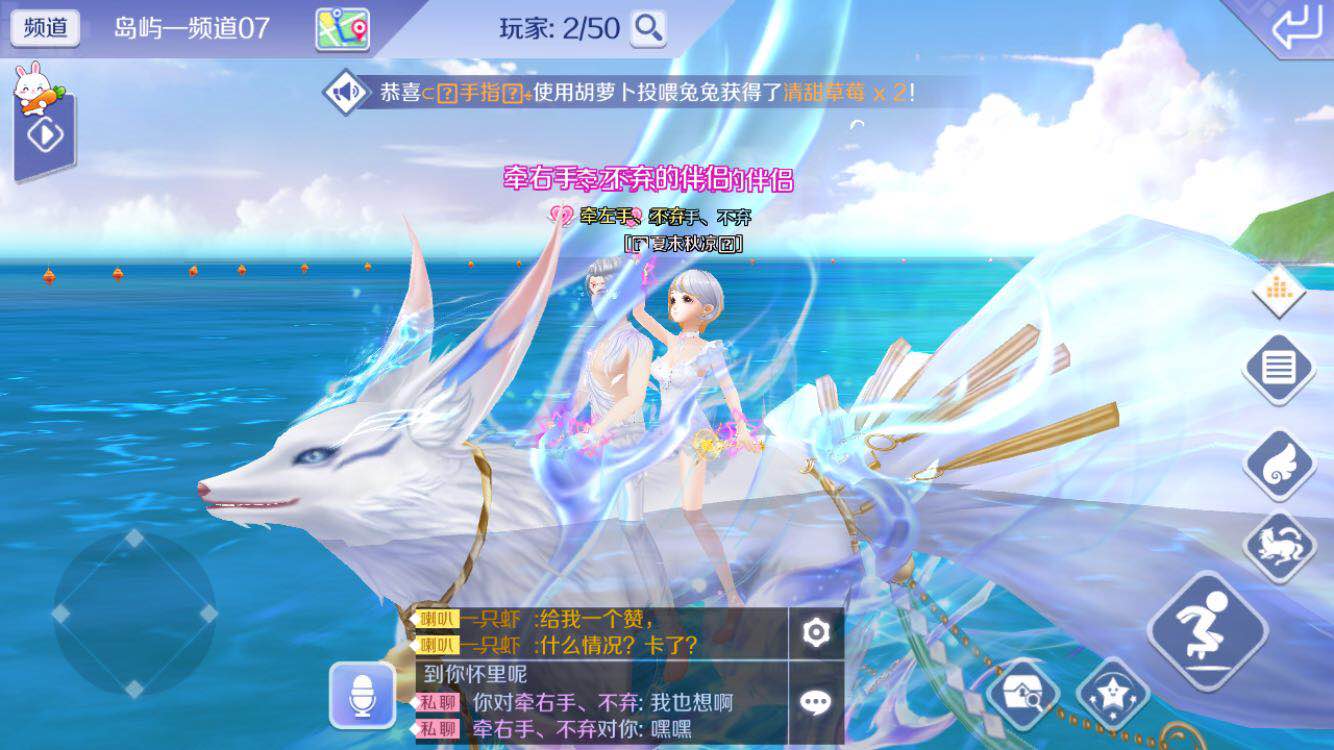 频道
岛屿—频道07
玩家: 2/50
恭喜⊂?手指?使用胡萝卜投喂兔兔获得了清甜草莓 x 2!
牵右手 不弃的伴侣的伴侣
牵左手、不弃手、不弃
夏末秋凉
喇叭 一只虾 :给我一个赞,
喇叭 一只虾 :什么情况? 卡了?
到你怀里呢
私聊 你对牵右手、不弃: 我也想啊
私聊 牵右手、不弃对你: 嘿嘿